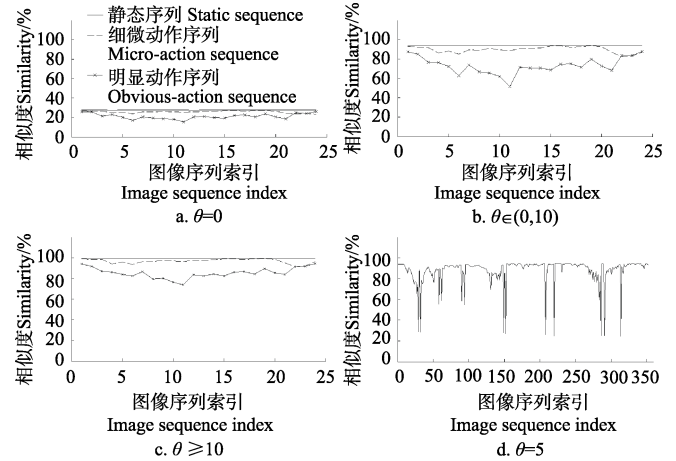 静态序列 Static sequence
细微动作序列
Micro-action sequence
明显动作序列
Obvious-action sequence
相似度Similarity/%
120
100
80
60
40
20
0
0 5 10 15 20 25
图像序列索引
Image sequence index
a. θ=0
相似度Similarity/%
120
100
80
60
40
20
0
0 5 10 15 20 25
图像序列索引
Image sequence index
b. θ∈(0,10)
相似度Similarity/%
100
80
60
40
20
0
0 5 10 15 20 25
图像序列索引
Image sequence index
c. θ ≥10
相似度Similarity/%
120
100
80
60
40
20
0
0 50 100 150 200 250 300 350
图像序列索引
Image sequence index
d. θ=5